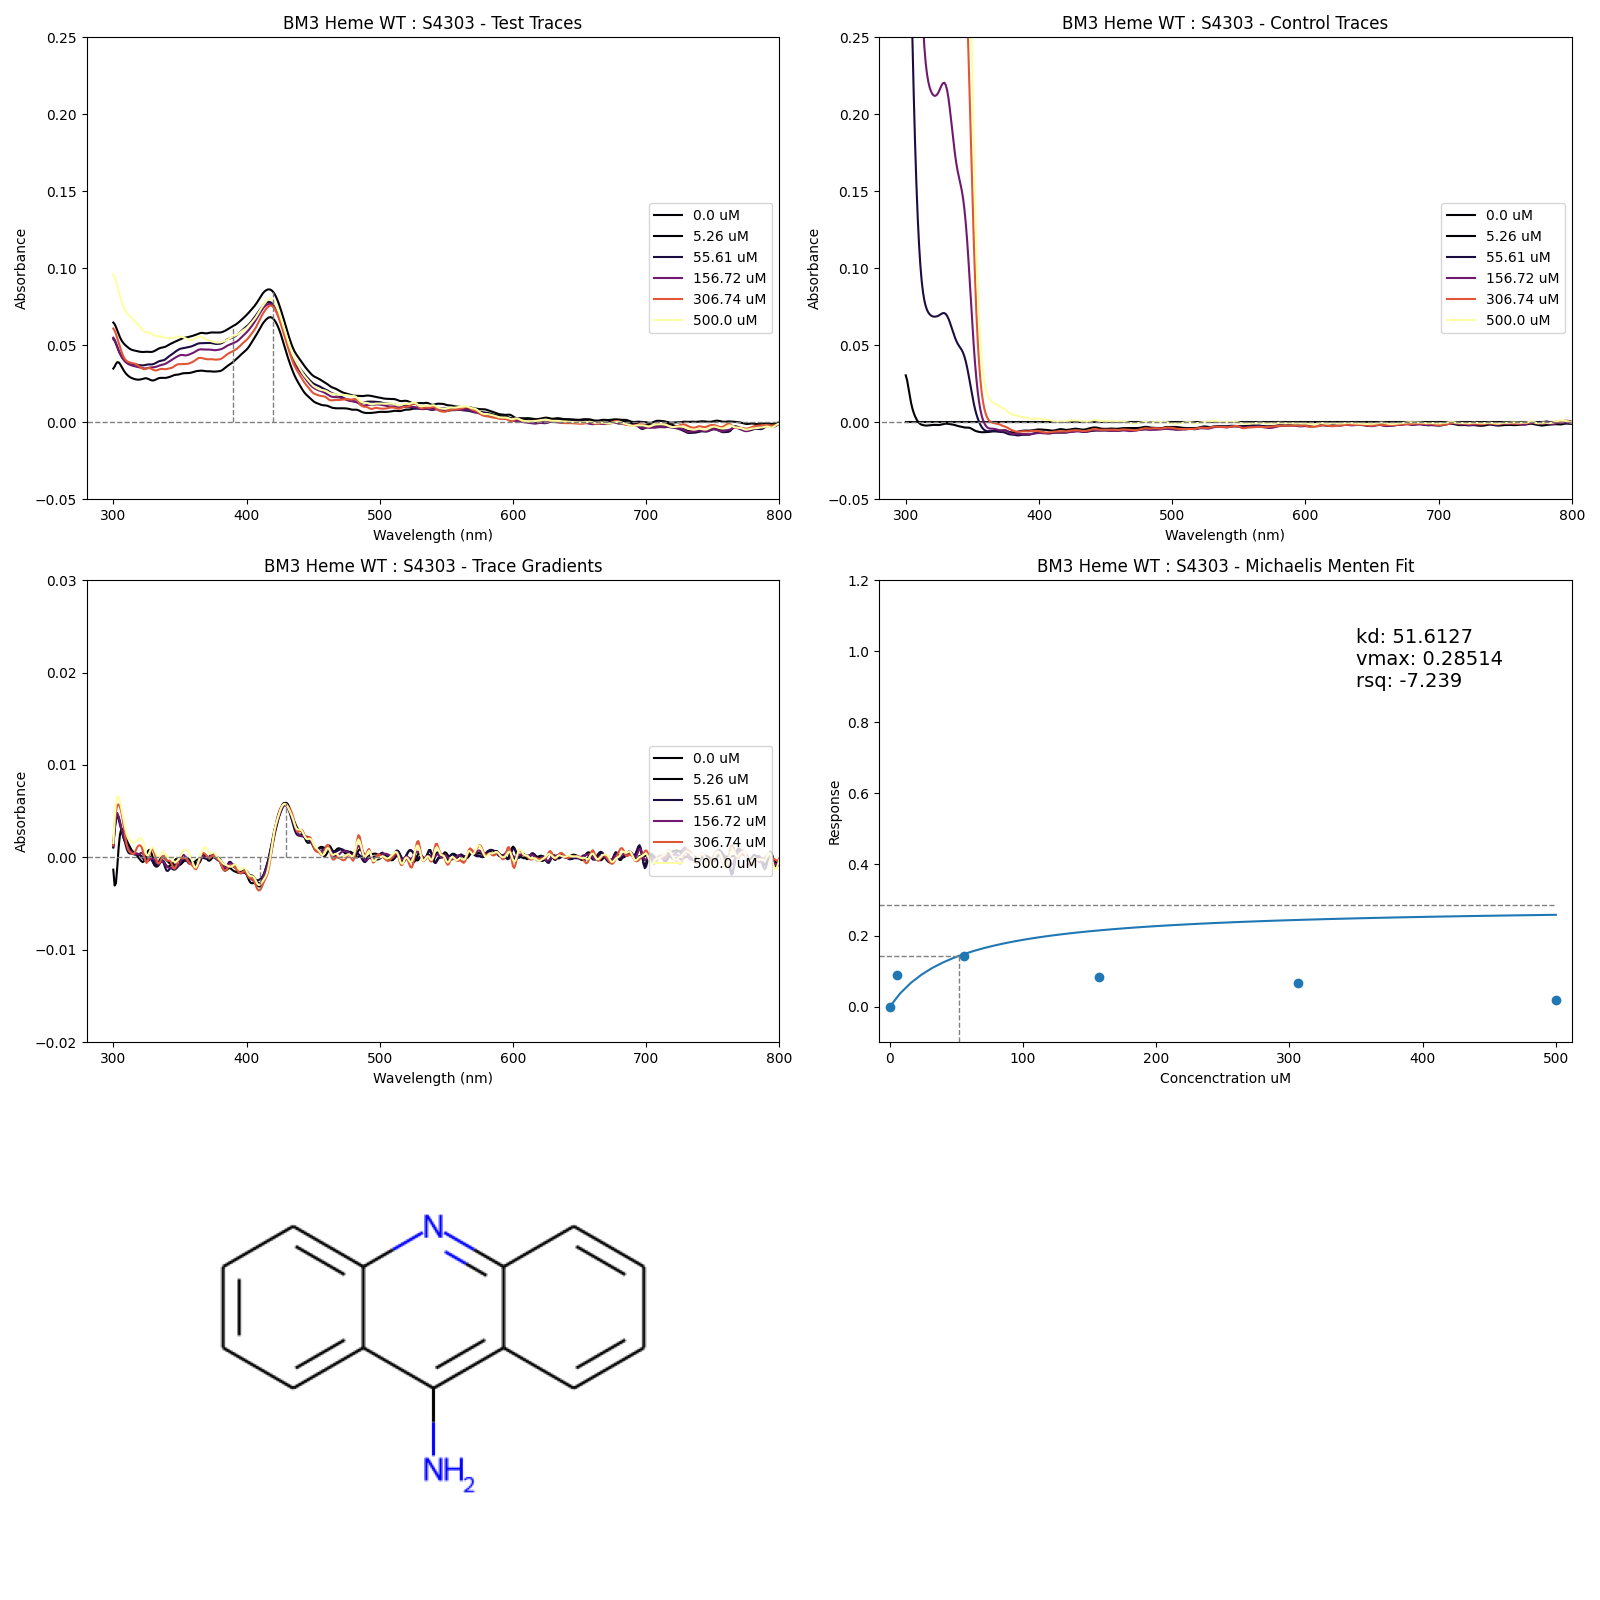 BM3 Heme WT : S4303 - Test Traces
0.25
0.20
0.15
0.10
0.05
0.00
−0.05
Absorbance
300 400 500 600 700 800
Wavelength (nm)
0.0 uM
5.26 uM
55.61 uM
156.72 uM
306.74 uM
500.0 uM
BM3 Heme WT : S4303 - Control Traces
0.25
0.20
0.15
0.10
0.05
0.00
−0.05
Absorbance
300 400 500 600 700 800
Wavelength (nm)
0.0 uM
5.26 uM
55.61 uM
156.72 uM
306.74 uM
500.0 uM
BM3 Heme WT : S4303 - Trace Gradients
0.03
0.02
0.01
0.00
−0.01
−0.02
Absorbance
300 400 500 600 700 800
Wavelength (nm)
0.0 uM
5.26 uM
55.61 uM
156.72 uM
306.74 uM
500.0 uM
BM3 Heme WT : S4303 - Michaelis Menten Fit
kd: 51.6127
vmax: 0.28514
rsq: -7.239
1.2
1.0
0.8
0.6
0.4
0.2
0.0
Response
0 100 200 300 400 500
Concenctration uM
N
NH2